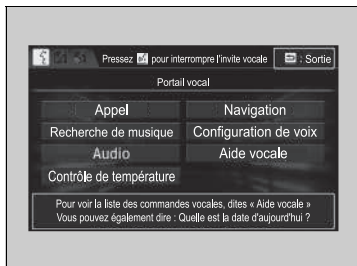 Pressez pour interrompre l'invite vocale : Sortie
Portail vocal
Appel Navigation
Recherche de musique Configuration de voix
Audio Aide vocale
Contrôle de température
Pour voir la liste des commandes vocales, dites « Aide vocale »
Vous pouvez également dire : Quelle est la date d'aujourd'hui ?